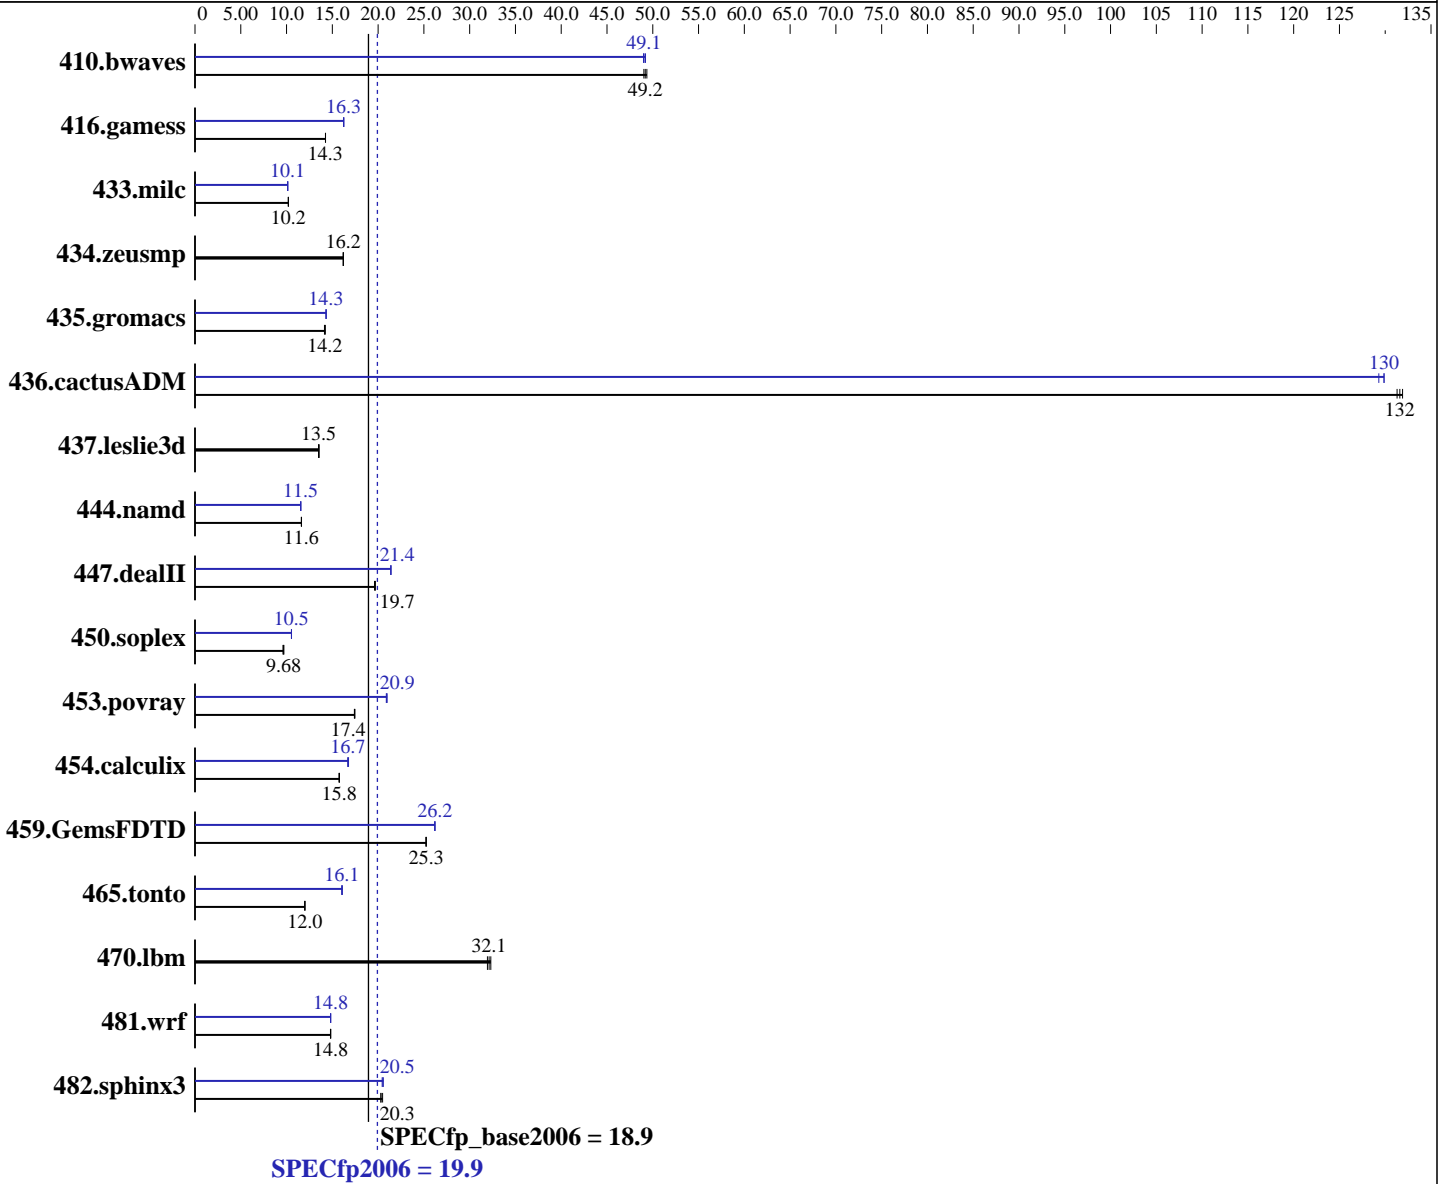 0 5.00 10.0 15.0 20.0 25.0 30.0 35.0 40.0 45.0 50.0 55.0 60.0 65.0 70.0 75.0 80.0 85.0 90.0 95.0 100 105 110 115 120 125 135
49.1
410.bwaves
49.2
16.3
416.gamess
14.3
10.1
433.milc
10.2
16.2
434.zeusmp
14.3
435.gromacs
14.2
130
436.cactusADM
132
13.5
437.leslie3d
11.5
444.namd
11.6
21.4
447.dealII
19.7
10.5
450.soplex
9.68
20.9
453.povray
17.4
16.7
454.calculix
15.8
26.2
459.GemsFDTD
25.3
16.1
465.tonto
12.0
32.1
470.lbm
14.8
481.wrf
14.8
20.5
482.sphinx3
20.3
SPECfp_base2006 = 18.9
SPECfp2006 = 19.9